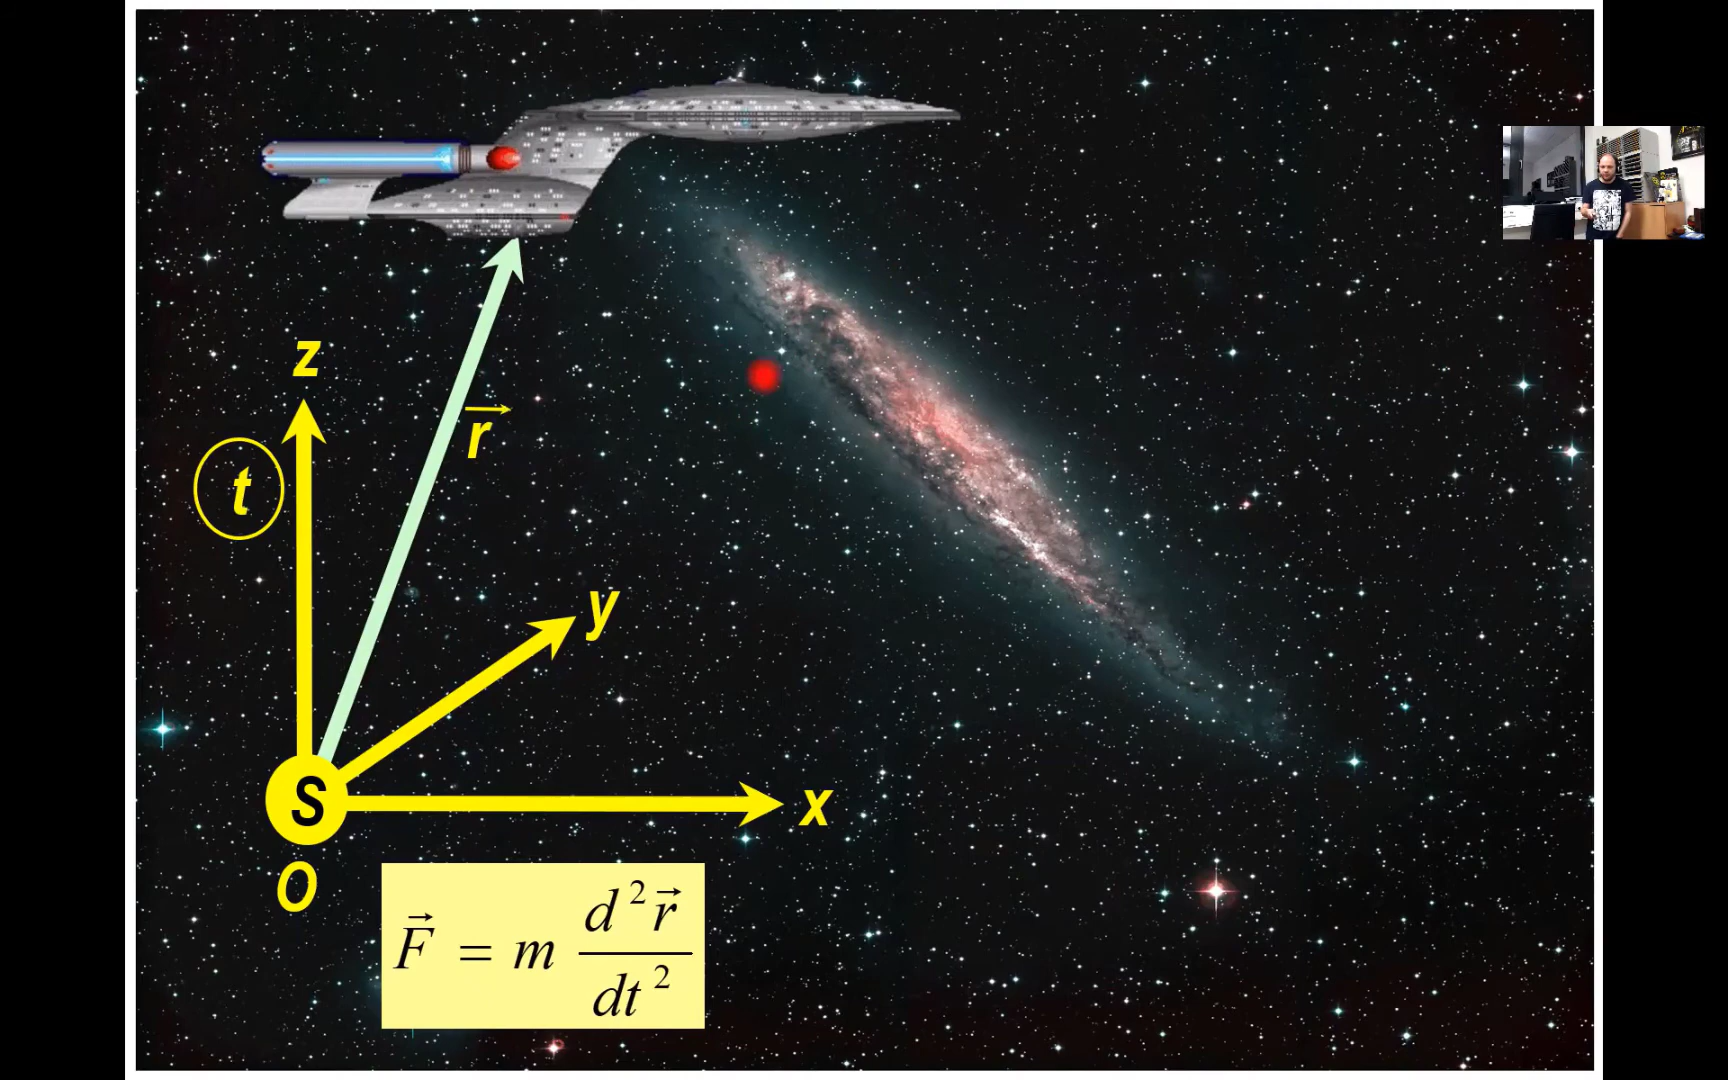 z
r⃗
t
y
S
x
O
F⃗ = m d²r⃗ / dt²